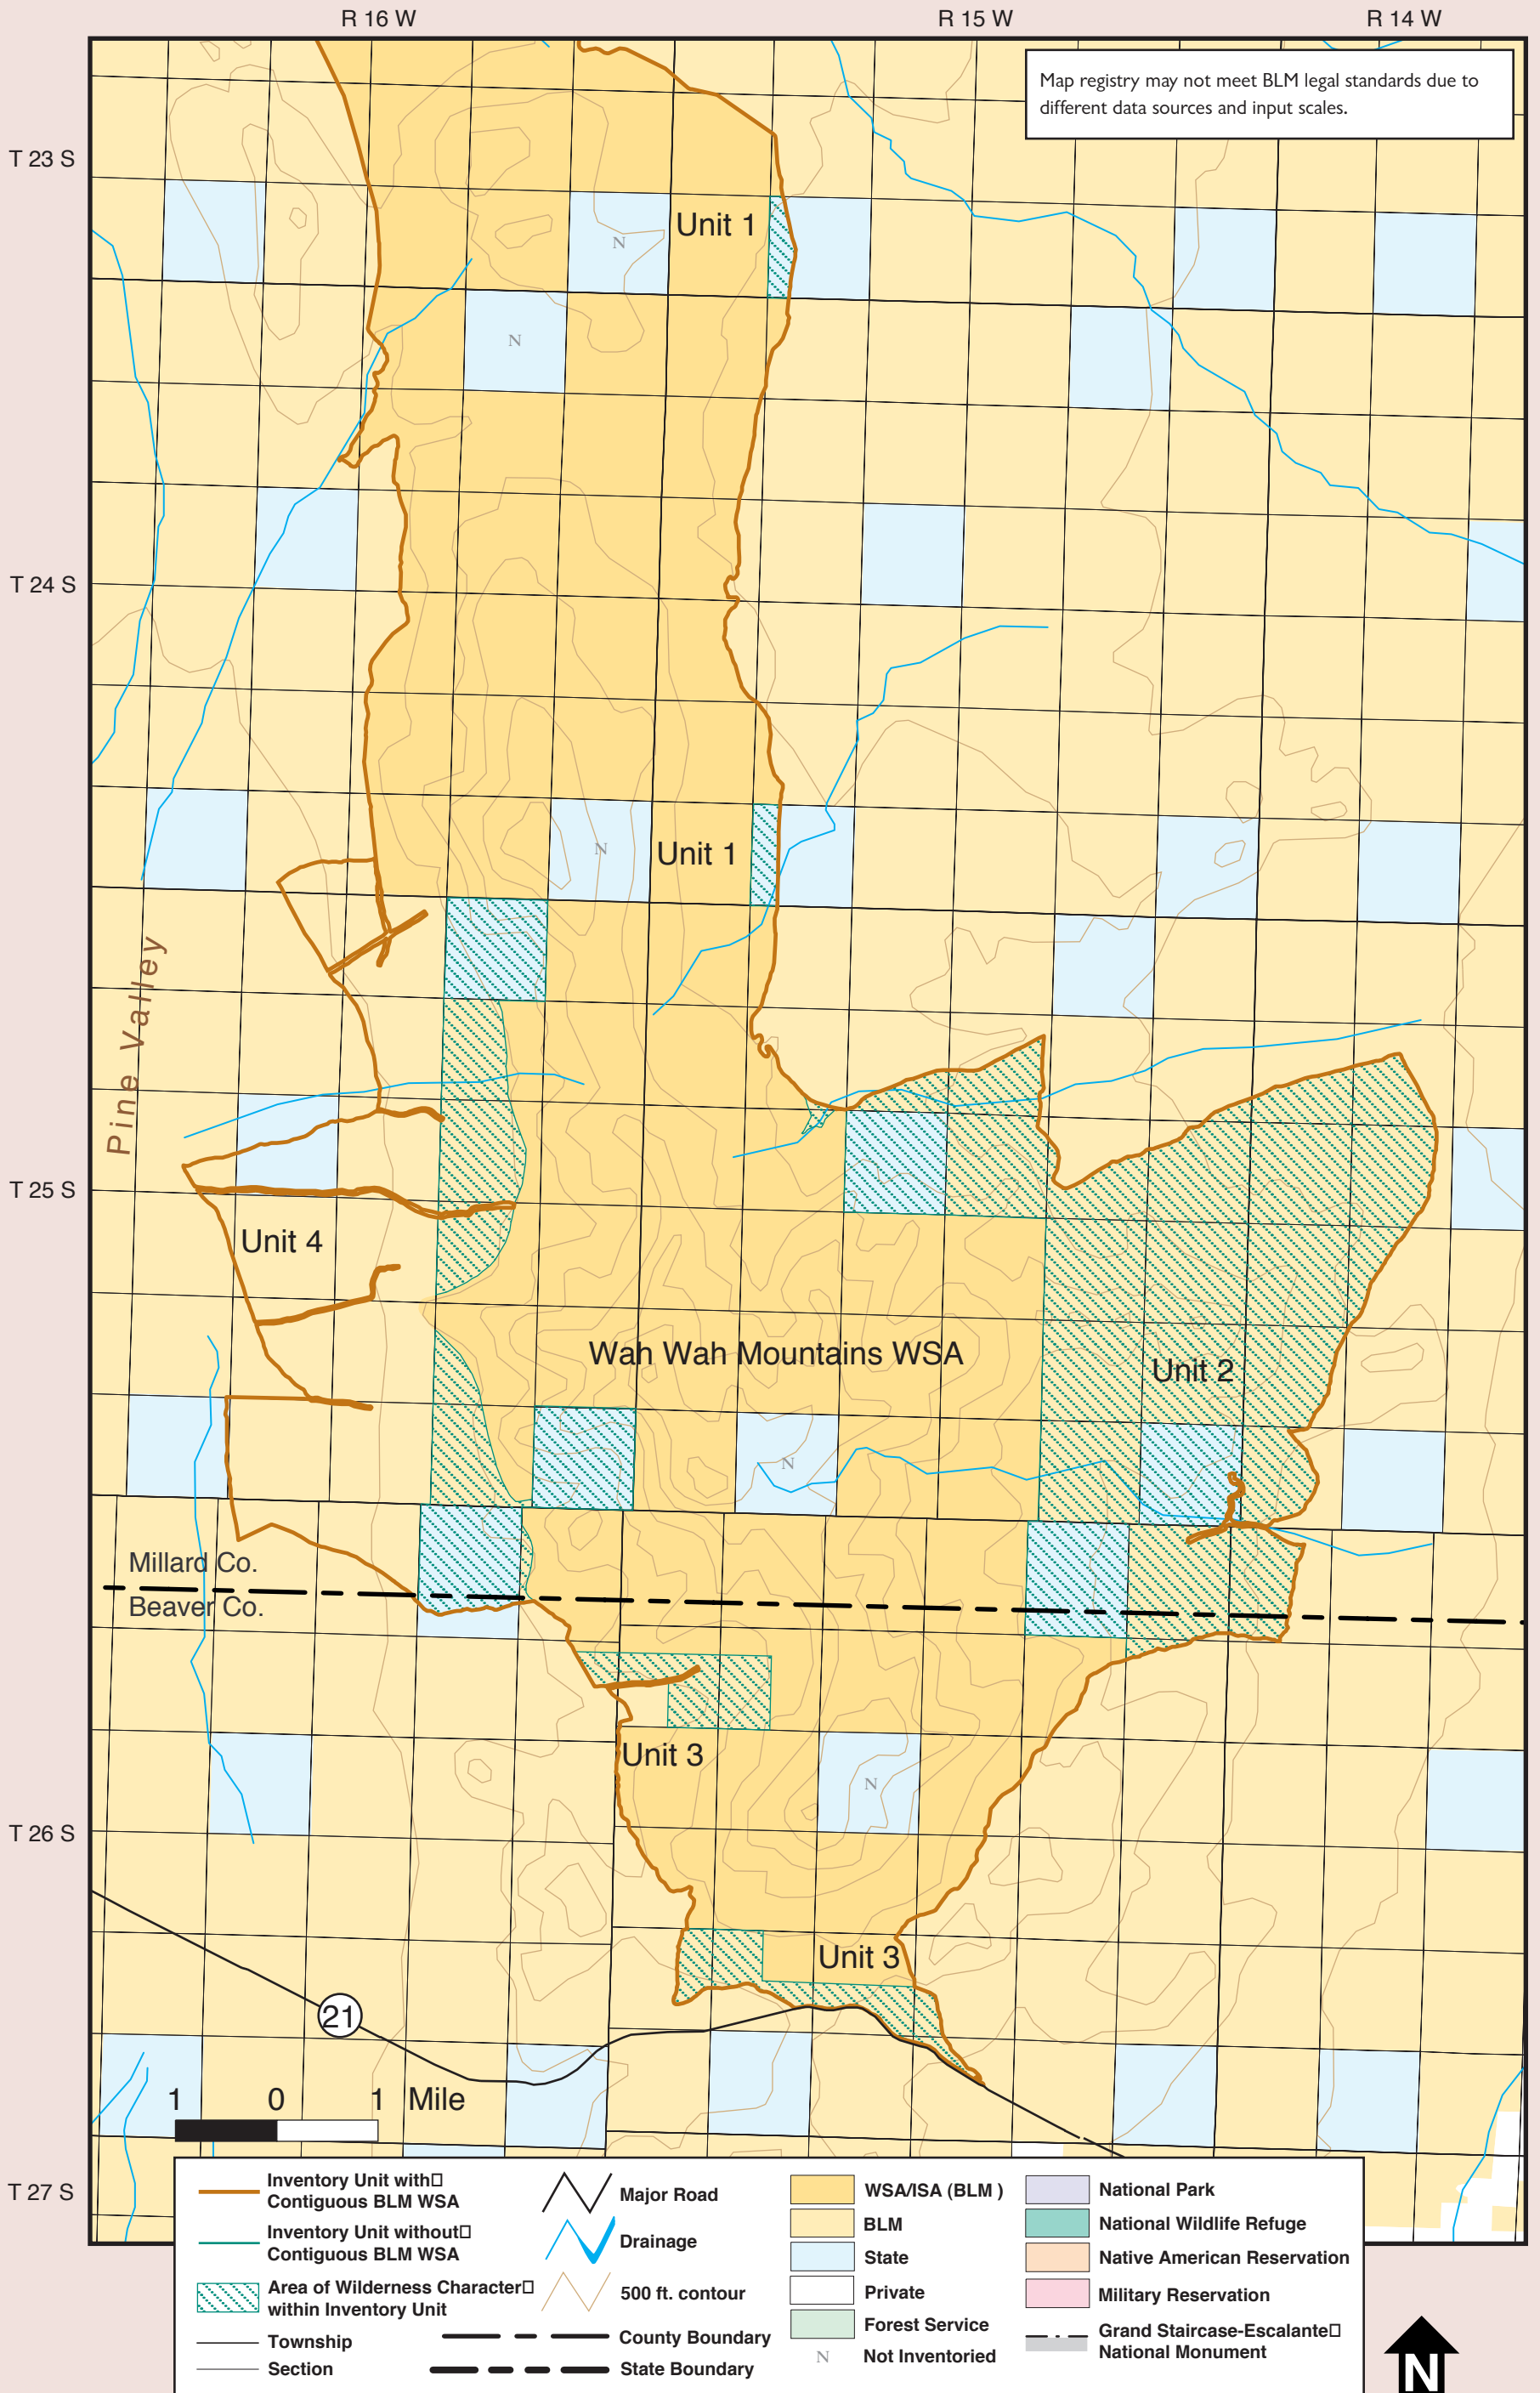 R 16 W
R 15 W
R 14 W
Map registry may not meet BLM legal standards due to
different data sources and input scales.
T 23 S
Unit 1
N
N
T 24 S
Unit 1
N
Pine Valley
T 25 S
Unit 4
Wah Wah Mountains WSA
Unit 2
N
Millard Co.
Beaver Co.
Unit 3
N
T 26 S
Unit 3
21
1 0 1 Mile
T 27 S
Inventory Unit with
Contiguous BLM WSA
Inventory Unit without
Contiguous BLM WSA
Area of Wilderness Character
within Inventory Unit
Township
Section
Major Road
Drainage
500 ft. contour
County Boundary
State Boundary
WSA/ISA (BLM )
BLM
State
Private
Forest Service
N Not Inventoried
National Park
National Wildlife Refuge
Native American Reservation
Military Reservation
Grand Staircase-Escalante
National Monument
N